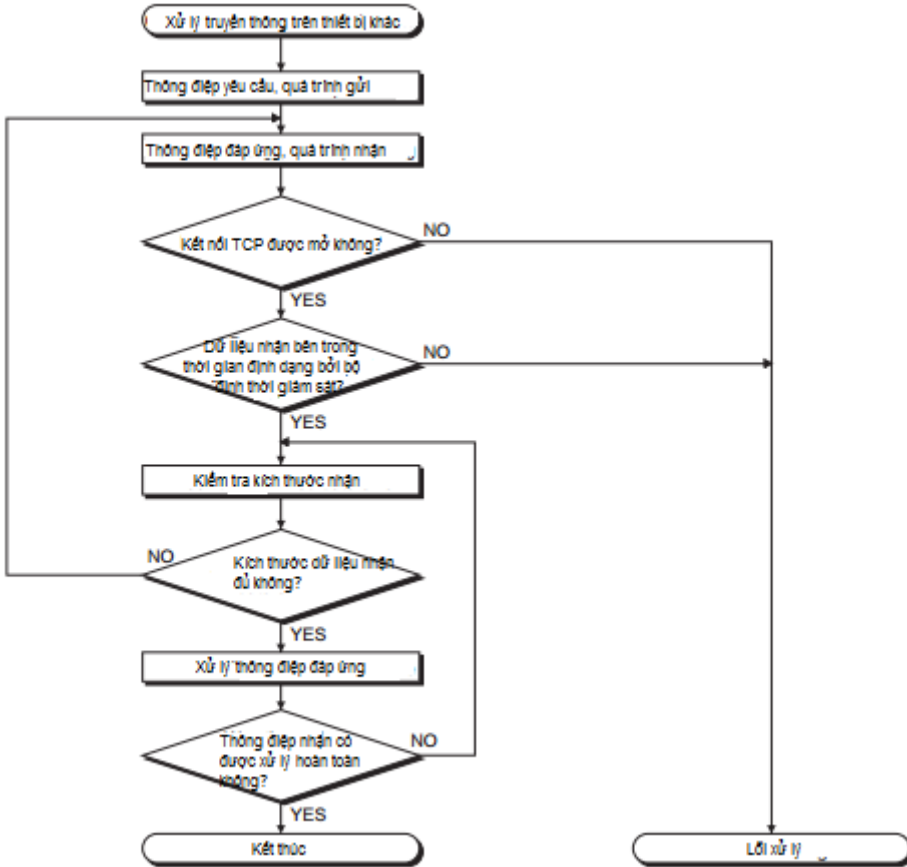 Xử lý truyền thông trên thiết bị khác
Thông điệp yêu cầu, quá trình gửi
Thông điệp đáp ứng, quá trình nhận
Kết nối TCP được mở không?
NO
YES
Dữ liệu nhận bên trong
thời gian định dạng bởi bộ
định thời giám sát?
NO
YES
Kiểm tra kích thước nhận
NO
Kích thước dữ liệu nhận
đủ không?
YES
Xử lý thông điệp đáp ứng
Thông điệp nhận có
được xử lý hoàn toàn
không?
NO
YES
Kết thúc
Lỗi xử lý